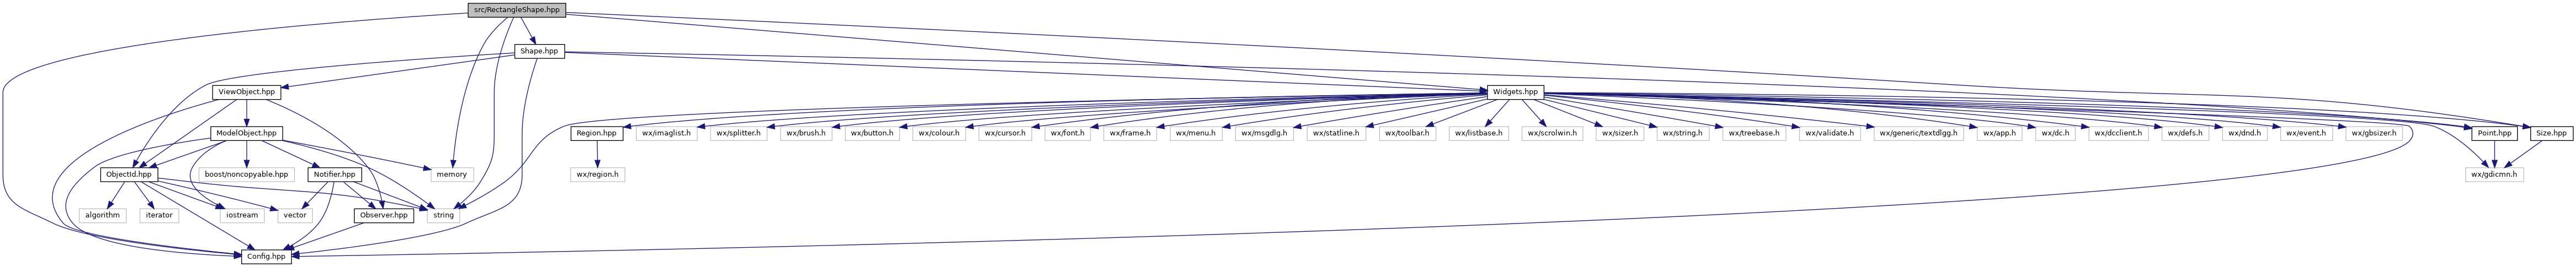 src/RectangleShape.hpp
Shape.hpp
ViewObject.hpp
Widgets.hpp
ModelObject.hpp
Region.hpp
wx/imaglist.h
wx/splitter.h
wx/brush.h
wx/button.h
wx/colour.h
wx/cursor.h
wx/font.h
wx/frame.h
wx/menu.h
wx/msgdlg.h
wx/statline.h
wx/toolbar.h
wx/listbase.h
wx/scrolwin.h
wx/sizer.h
wx/string.h
wx/treebase.h
wx/validate.h
wx/generic/textdlgg.h
wx/app.h
wx/dc.h
wx/dcclient.h
wx/defs.h
wx/dnd.h
wx/event.h
wx/gbsizer.h
Point.hpp
Size.hpp
ObjectId.hpp
boost/noncopyable.hpp
Notifier.hpp
memory
wx/region.h
wx/gdicmn.h
algorithm
iterator
iostream
vector
Observer.hpp
string
Config.hpp